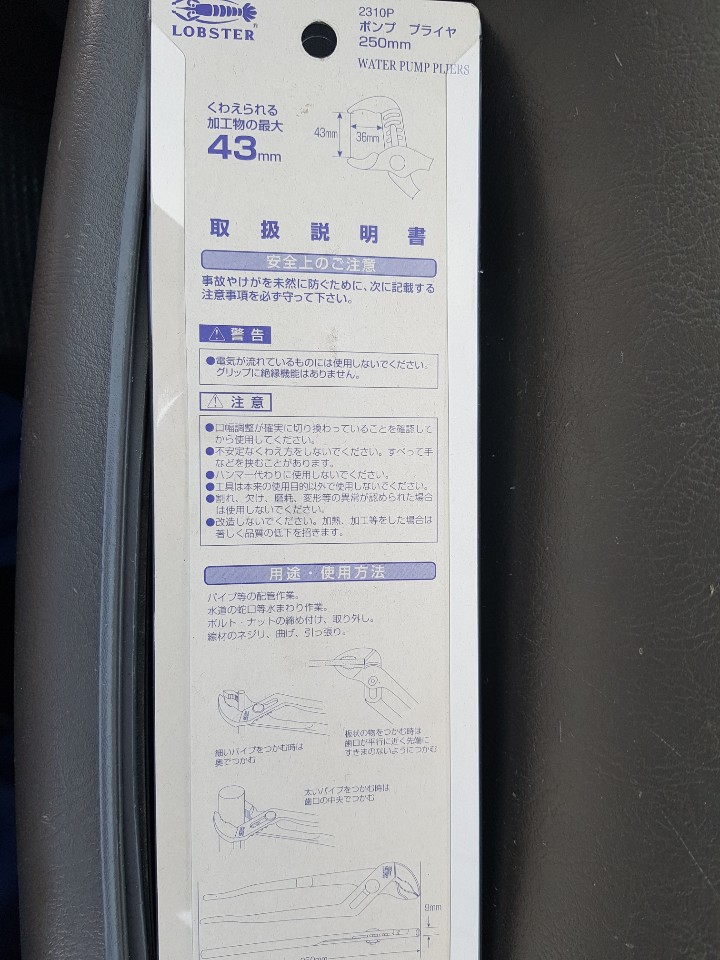 LOBSTER
2310P
ポンプ プライヤ
250mm
WATER PUMP PLIERS
くわえられる
加工物の最大
43mm
43mm
36mm
取扱説明書
安全上のご注意
事故やけがを未然に防ぐために、次に記載する
注意事項を必ず守って下さい。
警告
●電気が流れているものには使用しないでください。
グリップに絶縁機能はありません。
注意
●口幅調整が確実に切り換わっていることを確認して
から使用してください。
●不安定なくわえ方をしないでください。すべって手
などを挟むことがあります。
●ハンマー代わりに使用しないでください。
●工具は本来の使用目的以外で使用しないでください。
●割れ、欠け、磨耗、変形等の異常が認められた場合
は使用しないでください。
●改造しないでください。加熱、加工等をした場合は
著しく品質の低下を招きます。
用途・使用方法
パイプ等の配管作業。
水道の蛇口等水まわり作業。
ボルト・ナットの締め付け、取り外し。
線材のネジリ、曲げ、引っ張り。
細いパイプをつかむ時は
奥でつかむ
板状の物をつかむ時は
歯口が平行に近く先端に
すきまのないようにつかむ
太いパイプをつかむ時は
歯口の中央でつかむ
9mm
250mm